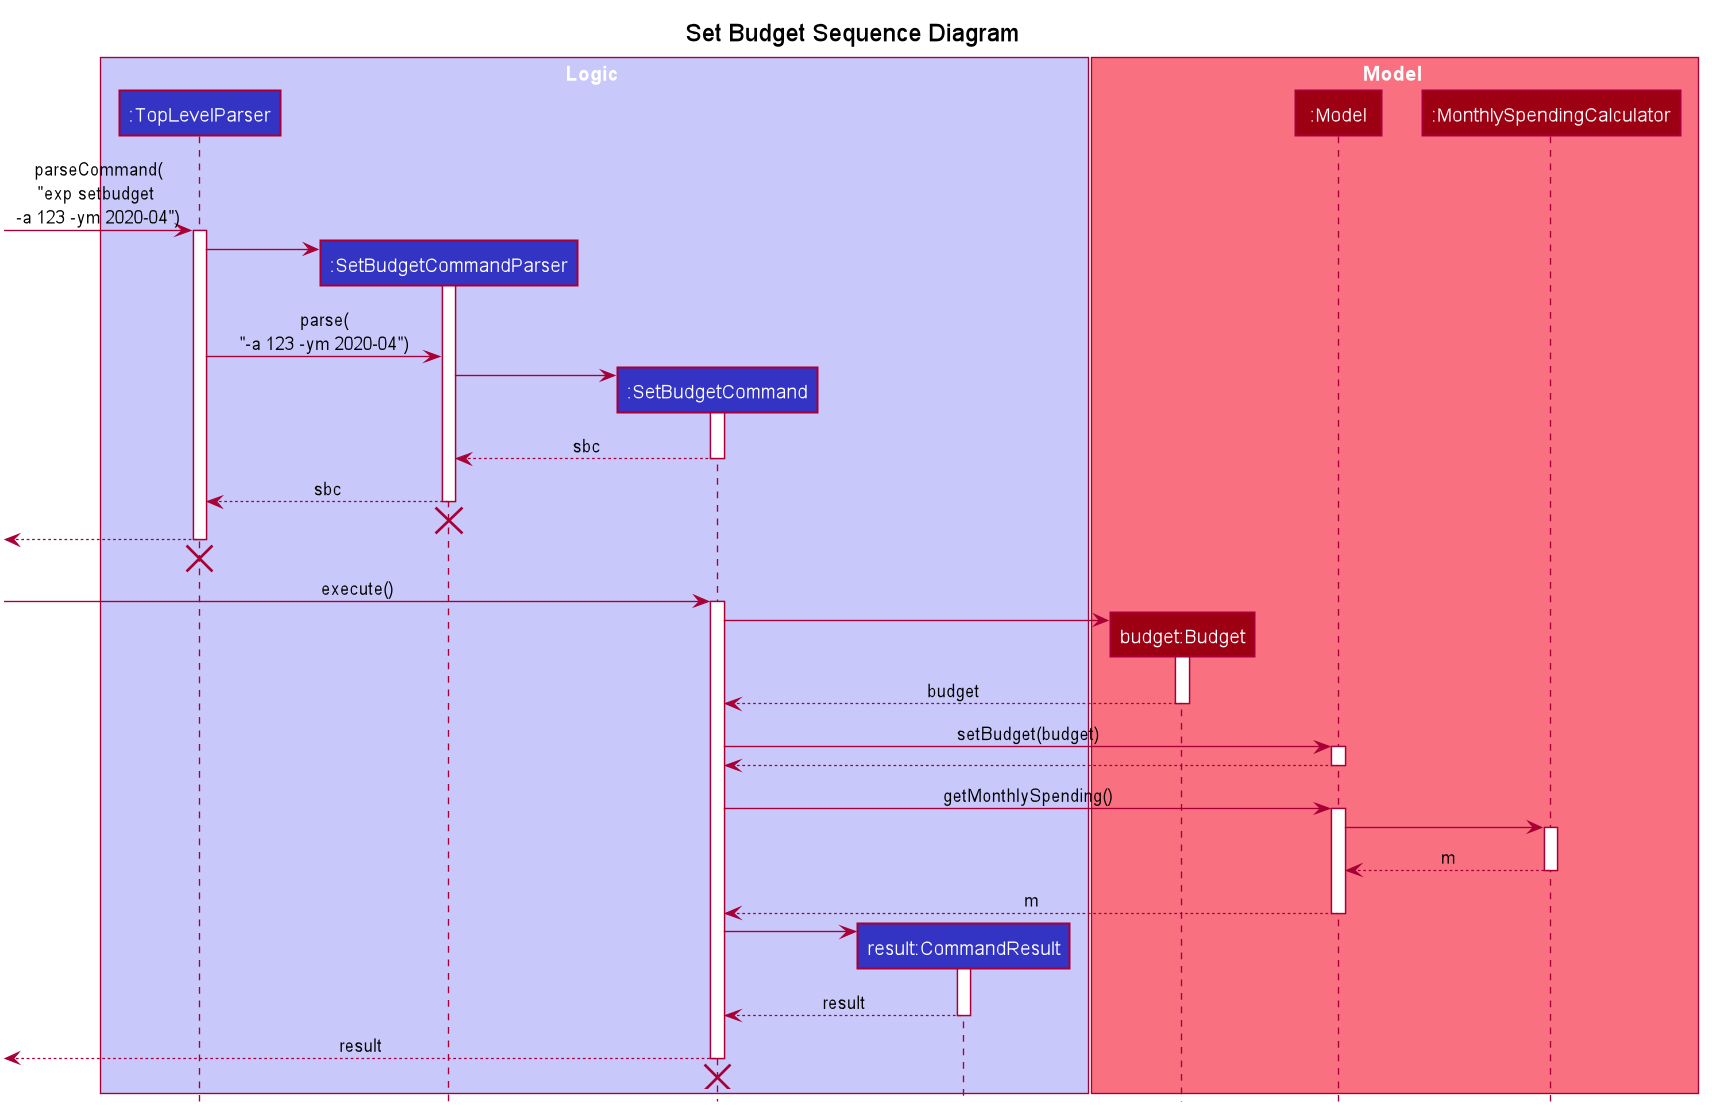 Set Budget Sequence Diagram
Logic
Model
:TopLevelParser
:Model
:MonthlySpendingCalculator
parseCommand(
"exp setbudget
-a 123 -ym 2020-04")
:SetBudgetCommandParser
parse(
"-a 123 -ym 2020-04")
:SetBudgetCommand
sbc
sbc
execute()
budget:Budget
budget
setBudget(budget)
getMonthlySpending()
m
m
result:CommandResult
result
result